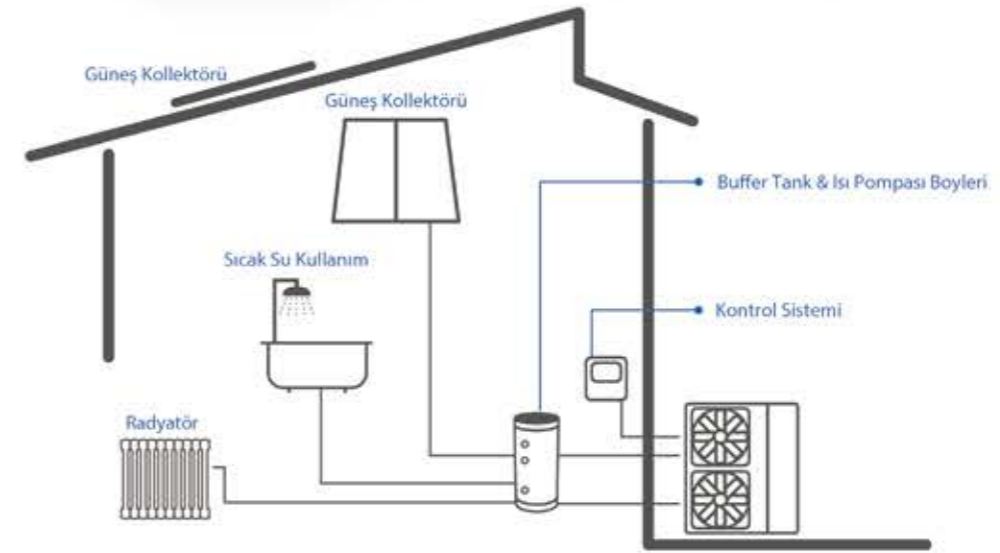 Güneş Kollektörü
Güneş Kollektörü
Buffer Tank & Isı Pompası Boyleri
Sıcak Su Kullanım
Kontrol Sistemi
Radyatör